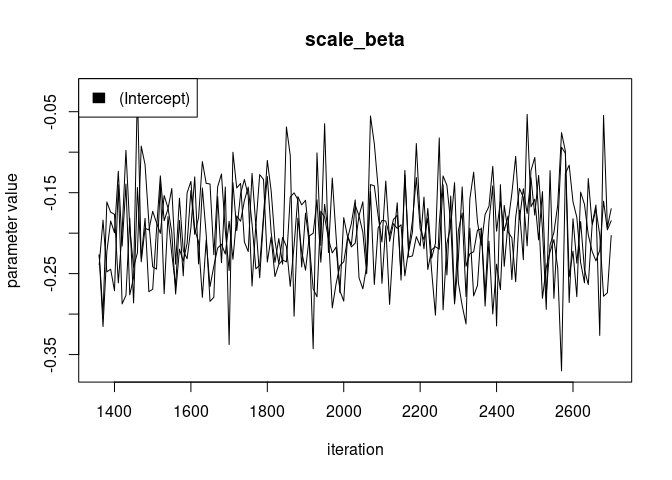 scale_beta
(Intercept)
parameter value
-0.05
-0.15
-0.25
-0.35
1400 1600 1800 2000 2200 2400 2600
iteration